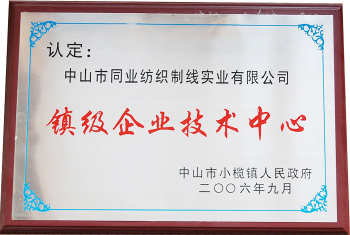 认定：
中山市同业纺织制线实业有限公司
镇级企业技术中心
中山市小榄镇人民政府
二〇〇六年九月